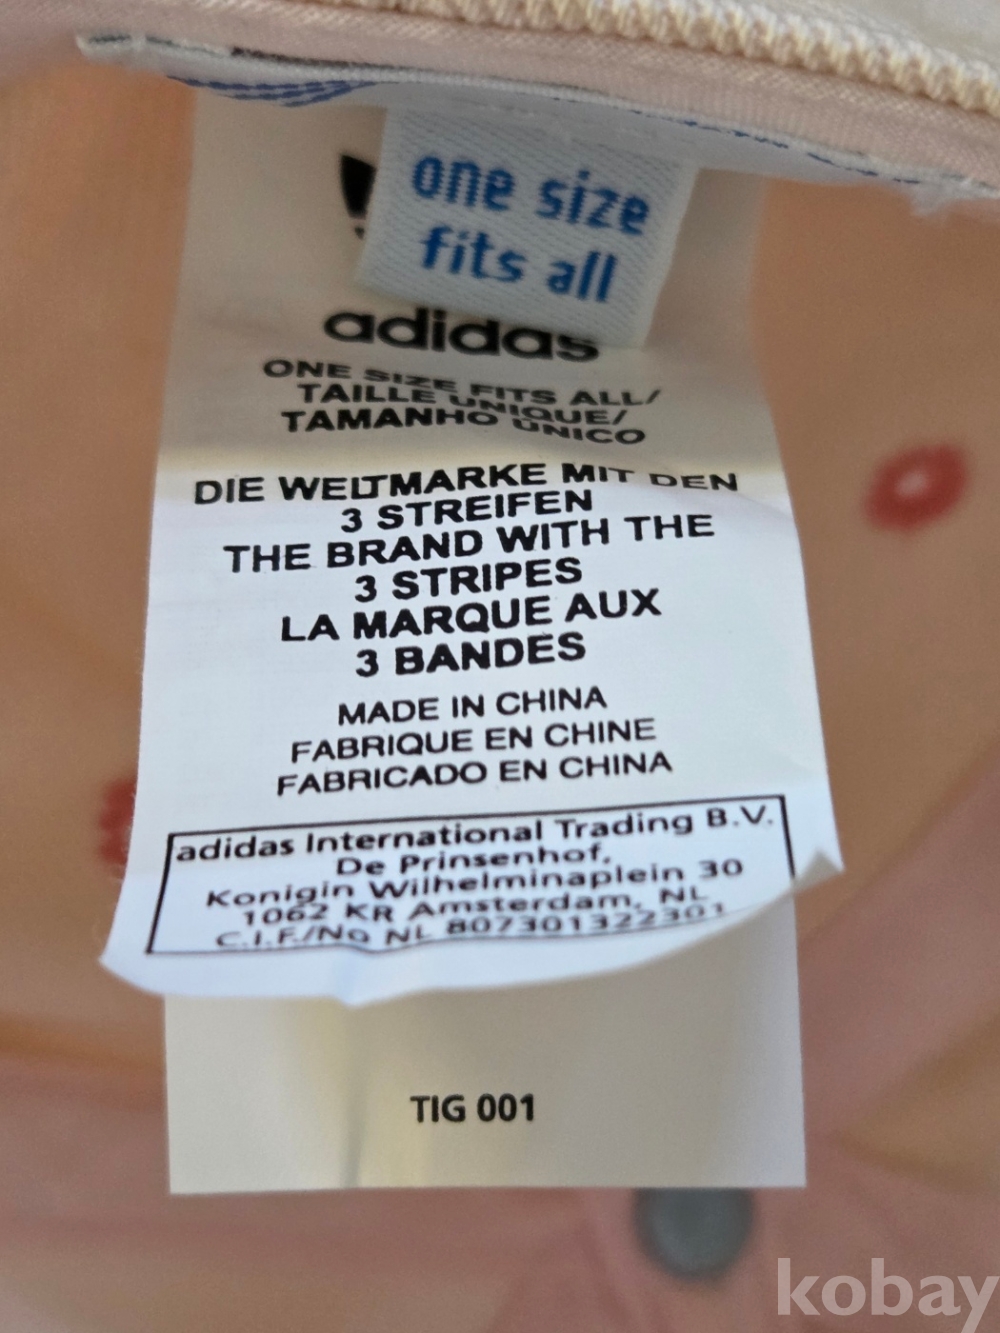 one size
fits all
adidas
ONE SIZE FITS ALL/
TAILLE UNIQUE/
TAMANHO ÚNICO
DIE WELTMARKE MIT DEN
3 STREIFEN
THE BRAND WITH THE
3 STRIPES
LA MARQUE AUX
3 BANDES
MADE IN CHINA
FABRIQUE EN CHINE
FABRICADO EN CHINA
adidas International Trading B.V.
De Prinsenhof,
Konigin Wilhelminaplein 30
1062 KR Amsterdam, NL
C.I.F./No NL 807301322301
TIG 001
kobay